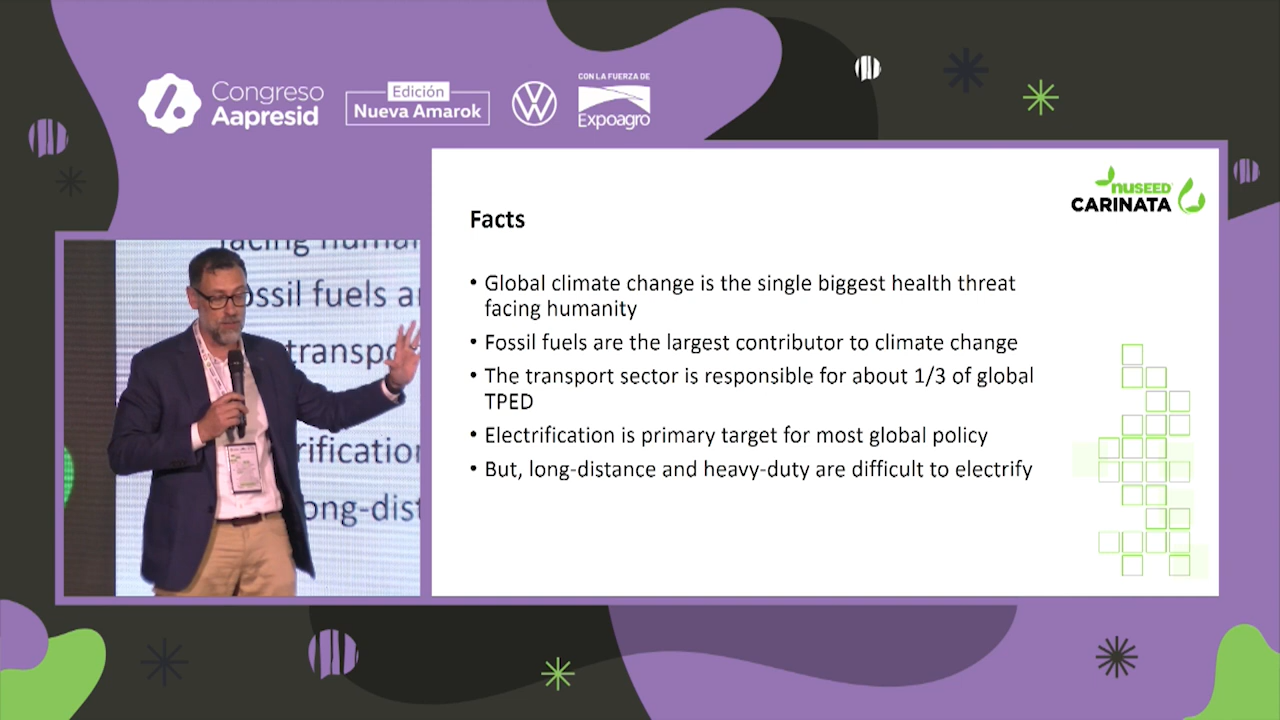 Congreso
Aapresid
Edición
Nueva Amarok
CON LA FUERZA DE
Expoagro
nuseed
CARINATA
Facts
• Global climate change is the single biggest health threat
facing humanity
• Fossil fuels are the largest contributor to climate change
• The transport sector is responsible for about 1/3 of global
TPED
• Electrification is primary target for most global policy
• But, long-distance and heavy-duty are difficult to electrify
facing human
ossil fuels a
transpo
rification
ong-dist